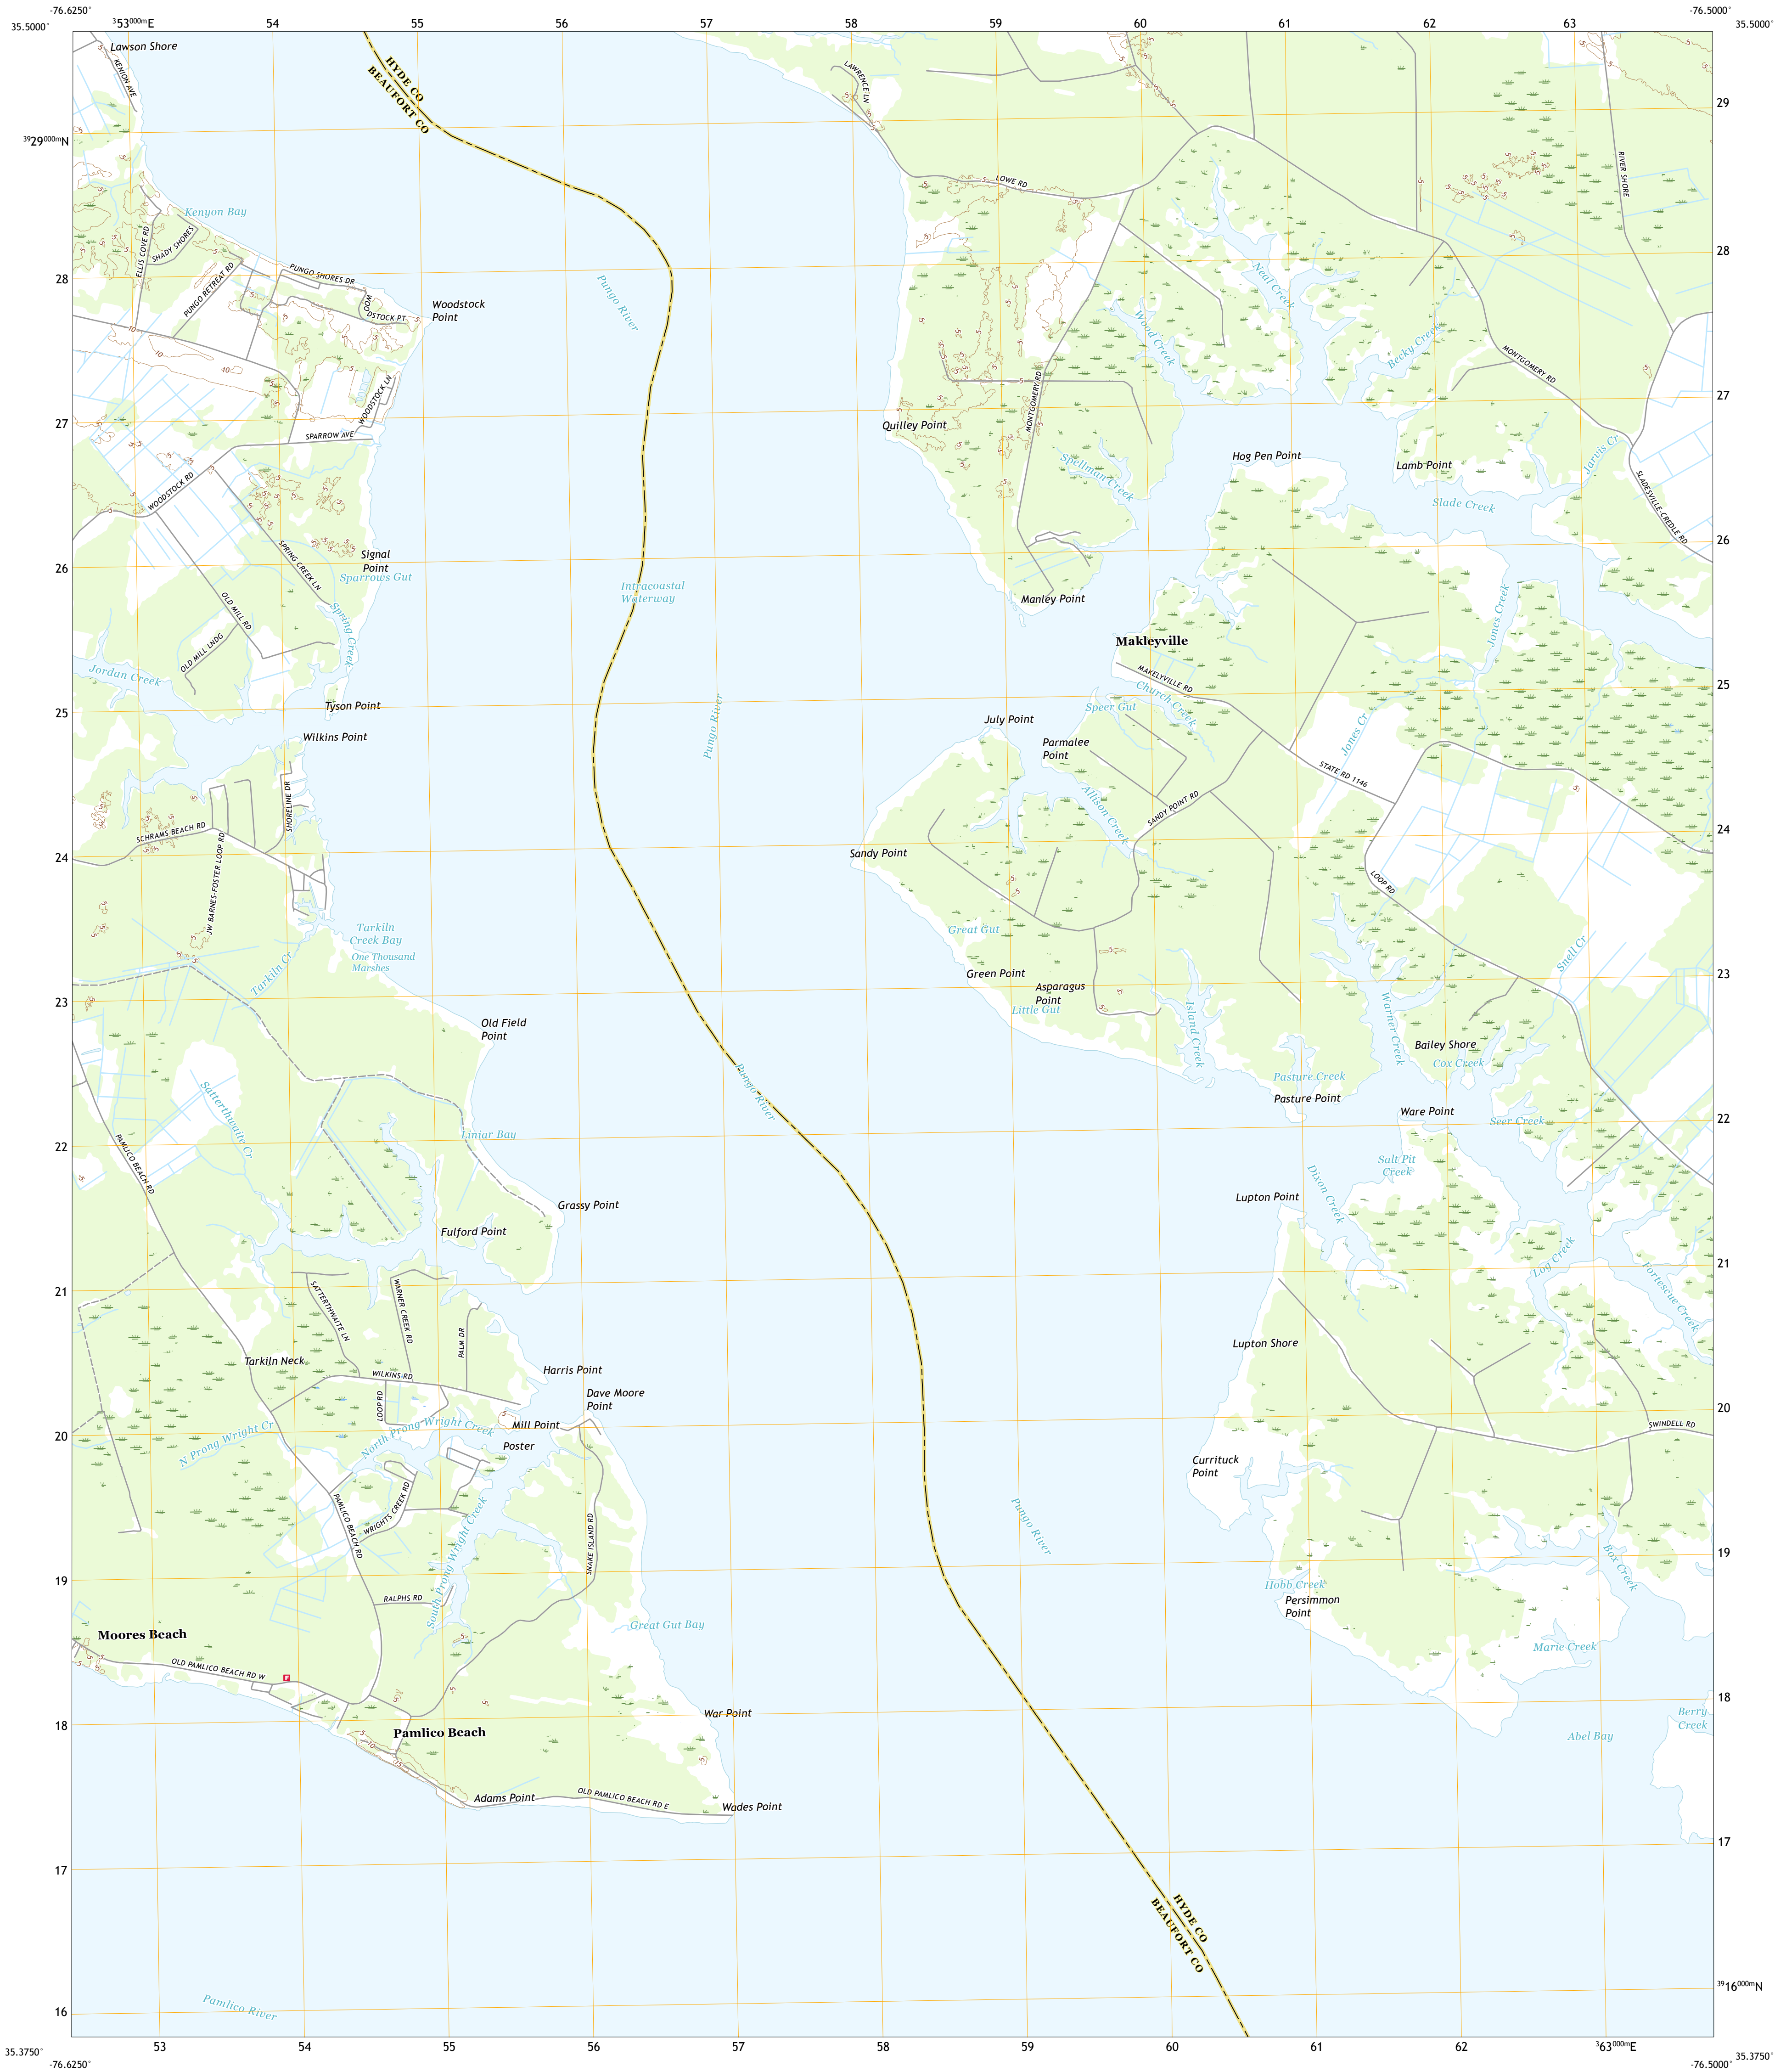 -76.6250°
-76.5000°
35.5000°
³53⁰⁰⁰ᵐE
54
55
56
57
58
59
60
61
62
63
35.5000°
Lawson Shore
KENION AVE
HYDE CO
BEAUFORT CO
LAWRENCE LN
29
³⁹29⁰⁰⁰ᵐN
LOWE RD
RIVER SHORE
Kenyon Bay
ELLIS COVE RD
SHADY SHORES
PUNGO RETREAT RD
PUNGO SHORES DR
WOO
DSTOCK PT
Woodstock
Point
28
28
Pungo River
Neal Creek
Wood Creek
Becky Creek
MONTGOMERY RD
MONTGOMERY RD
WOODSTOCK LN
SPARROW AVE
27
27
Quilley Point
Hog Pen Point
Lamb Point
Jarvis Cr
Spellman Creek
Slade Creek
SLADESVILLE-CREDLE RD
WOODSTOCK RD
SPRING CREEK LN
Signal
Point
Sparrows Gut
Spring Creek
OLD MILL RD
OLD MILL LNDG
26
26
Intracoastal
Waterway
Manley Point
Makleyville
MAKELYVILLE RD
Church Creek
Speer Gut
Jones Creek
Jones Cr
Jordan Creek
Tyson Point
Wilkins Point
25
25
Pungo River
July Point
Parmalee
Point
STATE RD 1146
Allison Creek
SANDY POINT RD
SHORELINE DR
SCHRAMS BEACH RD
JW BARNES-FOSTER LOOP RD
24
24
Sandy Point
LOOP RD
Tarkiln
Creek Bay
One Thousand
Marshes
Tarkiln Cr
Great Gut
Green Point
Asparagus
Point
Little Gut
Snell Cr
23
23
Old Field
Point
Island Creek
Warner Creek
Bailey Shore
Cox Creek
Pasture Creek
Pasture Point
Ware Point
Seer Creek
Satterthwaite Cr
Pungo River
Liniar Bay
22
22
PAMLICO BEACH RD
Salt Pit
Creek
Dixon Creek
Lupton Point
Grassy Point
Fulford Point
Log Creek
Fortescue Creek
21
21
SATTERTHWAITE LN
WARNER CREEK RD
PALM DR
Lupton Shore
Tarkiln Neck
WILKINS RD
LOOP RD
Harris Point
Dave Moore
Point
Mill Point
Poster
N Prong Wright Cr
North Prong Wright Creek
20
20
SWINDELL RD
Currituck
Point
PAMLICO BEACH RD
WRIGHTS CREEK RD
South Prong Wright Creek
SNAKE ISLAND RD
Pungo River
Box Creek
19
19
RALPHS RD
Hobb Creek
Persimmon
Point
Great Gut Bay
Marie Creek
Moores Beach
OLD PAMLICO BEACH RD W
F
18
18
War Point
Pamlico Beach
Berry
Creek
Abel Bay
Adams Point
OLD PAMLICO BEACH RD E
Wades Point
17
17
HYDE CO
BEAUFORT CO
³⁹16⁰⁰⁰ᵐN
16
Pamlico River
35.3750°
53
54
55
56
57
58
59
60
61
62
³63⁰⁰⁰ᵐE
35.3750°
-76.6250°
-76.5000°